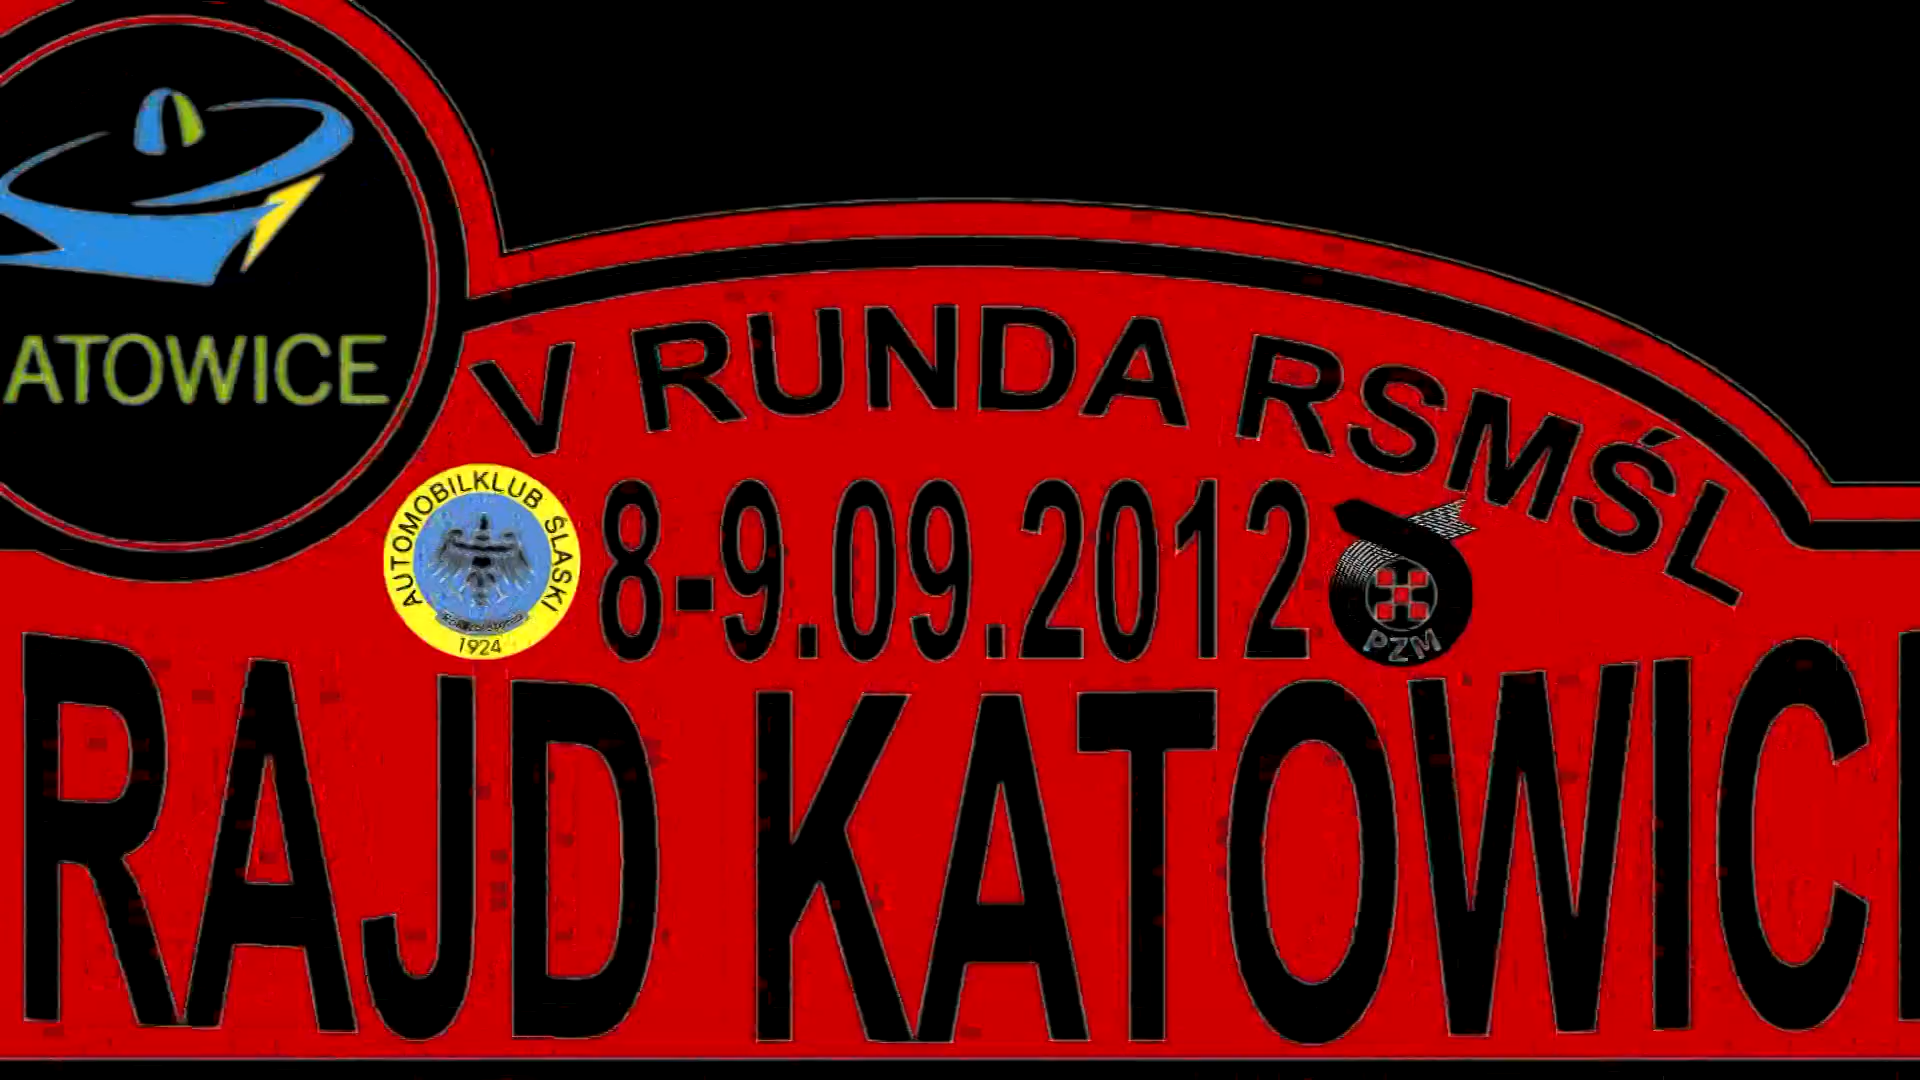 ATOWICE
V RUNDA RSMŚL
AUTOMOBILKLUB ŚLĄSKI
1924
8-9.09.2012
PZM
RAJD KATOWIC